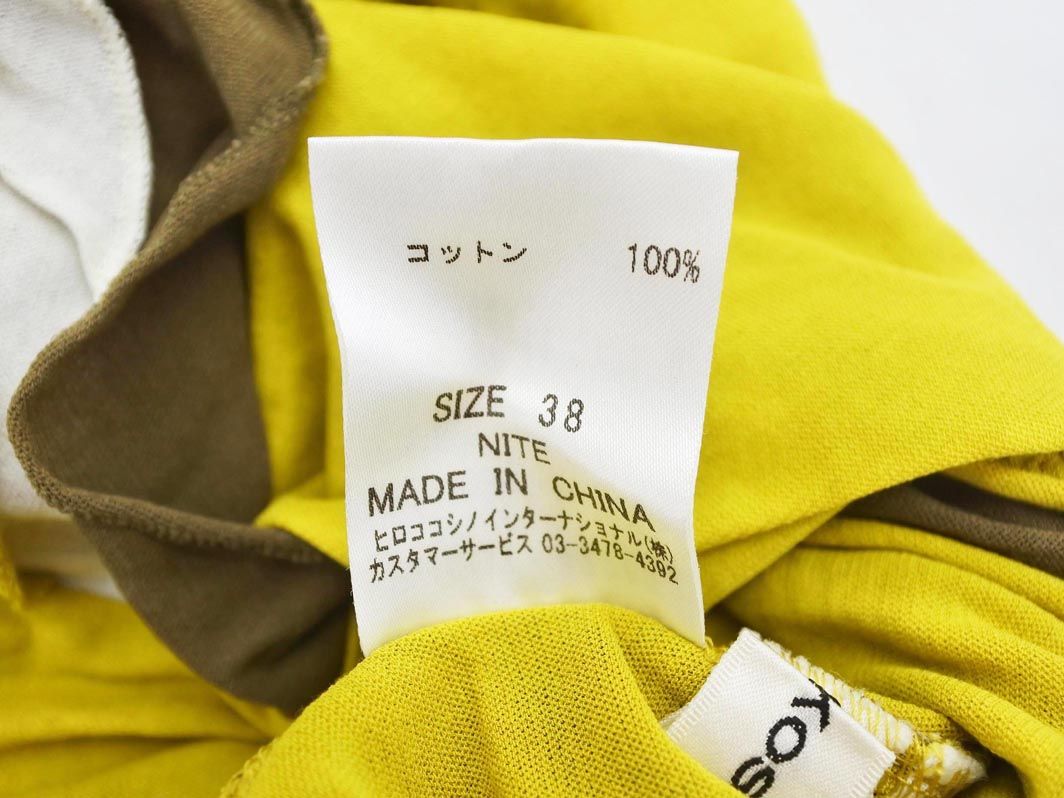 コットン 100%
SIZE 38
NITE
MADE IN CHINA
ヒロココシノインターナショナル(株)
カスタマーサービス 03-3478-4392
KOS